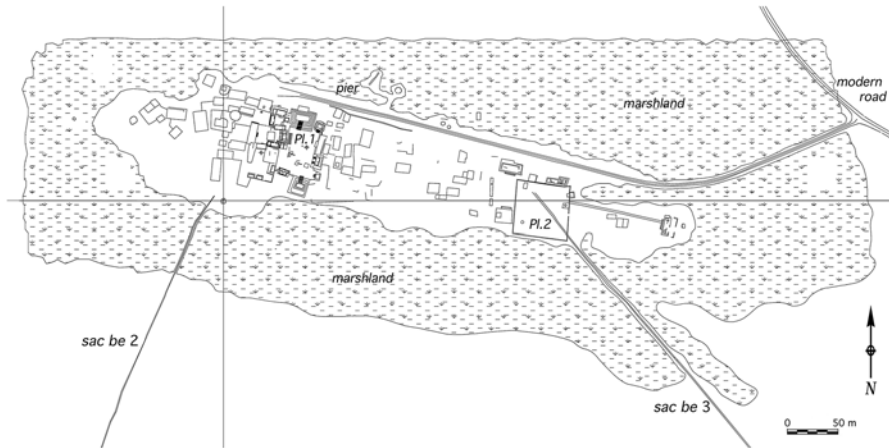 modern
road
pier
marshland
Pl.1
Pl.2
marshland
sac be 2
sac be 3
N
0 50 m